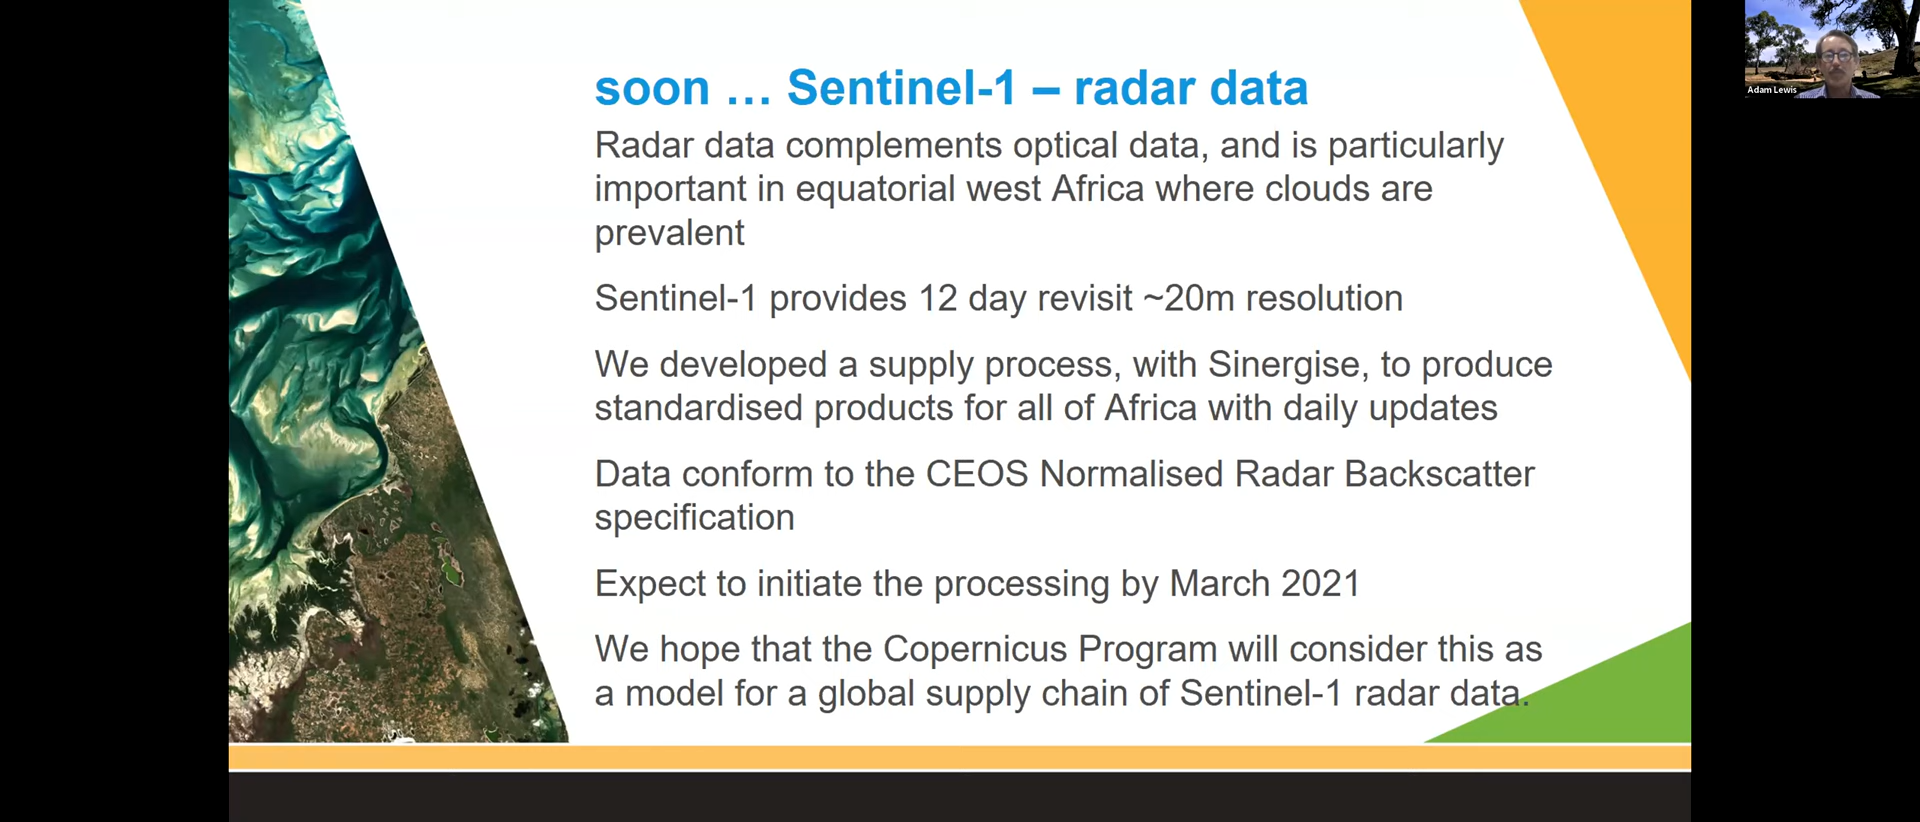 soon … Sentinel-1 – radar data
Radar data complements optical data, and is particularly
important in equatorial west Africa where clouds are
prevalent
Sentinel-1 provides 12 day revisit ~20m resolution
We developed a supply process, with Sinergise, to produce
standardised products for all of Africa with daily updates
Data conform to the CEOS Normalised Radar Backscatter
specification
Expect to initiate the processing by March 2021
We hope that the Copernicus Program will consider this as
a model for a global supply chain of Sentinel-1 radar data.
Adam Lewis